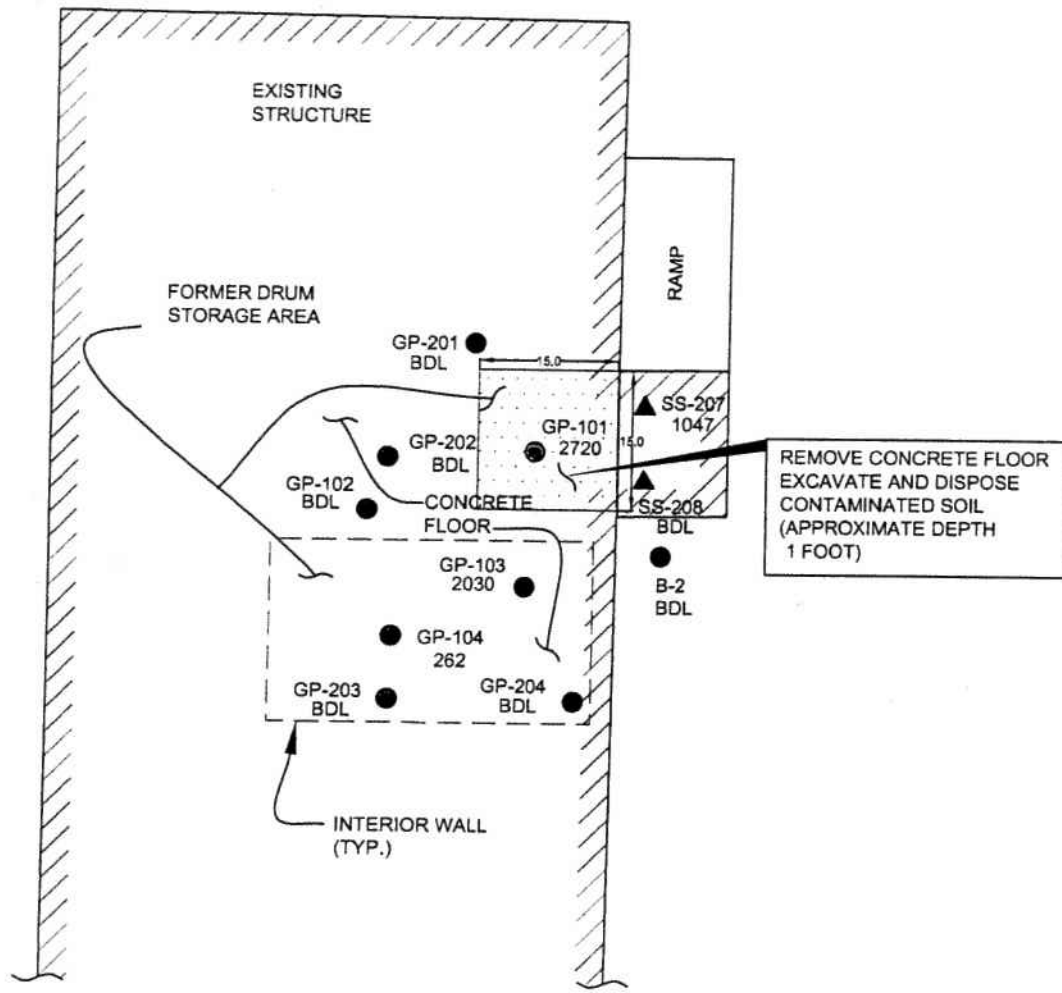 EXISTING
STRUCTURE
RAMP
FORMER DRUM
STORAGE AREA
GP-201
BDL
15.0
SS-207
1047
GP-101
2720
15.0
GP-202
BDL
GP-102
BDL
CONCRETE
FLOOR
SS-208
BDL
REMOVE CONCRETE FLOOR
EXCAVATE AND DISPOSE
CONTAMINATED SOIL
(APPROXIMATE DEPTH
1 FOOT)
B-2
BDL
GP-103
2030
GP-104
262
GP-203
BDL
GP-204
BDL
INTERIOR WALL
(TYP.)